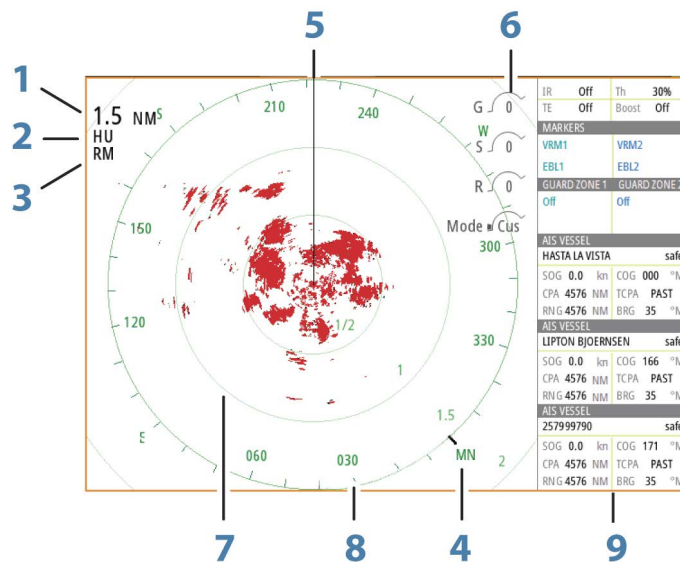 5
6
1
2
3
1.5 NM
HU
RM
S
210
240
W
300
330
MN
030
060
E
120
150
G 0
S 0
R 0
Mode Cus
1/2
1
1.5
2
IR Off Th 30%
TE Off Boost Off
MARKERS
VRM1 VRM2
EBL1 EBL2
GUARD ZONE 1 GUARD ZONE 2
Off Off
AIS VESSEL
HASTA LA VISTA safe
SOG 0.0 kn COG 000 °M
CPA 4576 NM TCPA PAST
RNG 4576 NM BRG 35 °M
AIS VESSEL
LIPTON BJOERNSEN safe
SOG 0.0 kn COG 166 °M
CPA 4576 NM TCPA PAST
RNG 4576 NM BRG 35 °M
AIS VESSEL
257999790 safe
SOG 0.0 kn COG 171 °M
CPA 4576 NM TCPA PAST
RNG 4576 NM BRG 35 °M
7
8
4
9